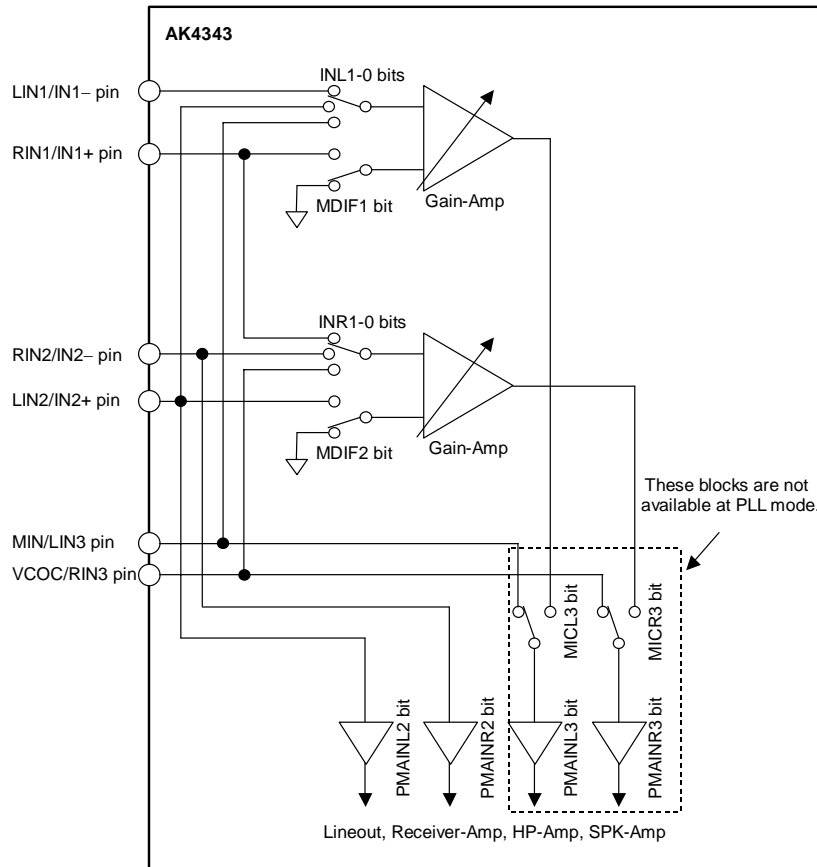 AK4343
INL1-0 bits
LIN1/IN1− pin
RIN1/IN1+ pin
MDIF1 bit
Gain-Amp
INR1-0 bits
RIN2/IN2− pin
LIN2/IN2+ pin
MDIF2 bit
Gain-Amp
These blocks are not
available at PLL mode.
MIN/LIN3 pin
VCOC/RIN3 pin
MICL3 bit
MICR3 bit
PMAINL2 bit
PMAINR2 bit
PMAINL3 bit
PMAINR3 bit
Lineout, Receiver-Amp, HP-Amp, SPK-Amp